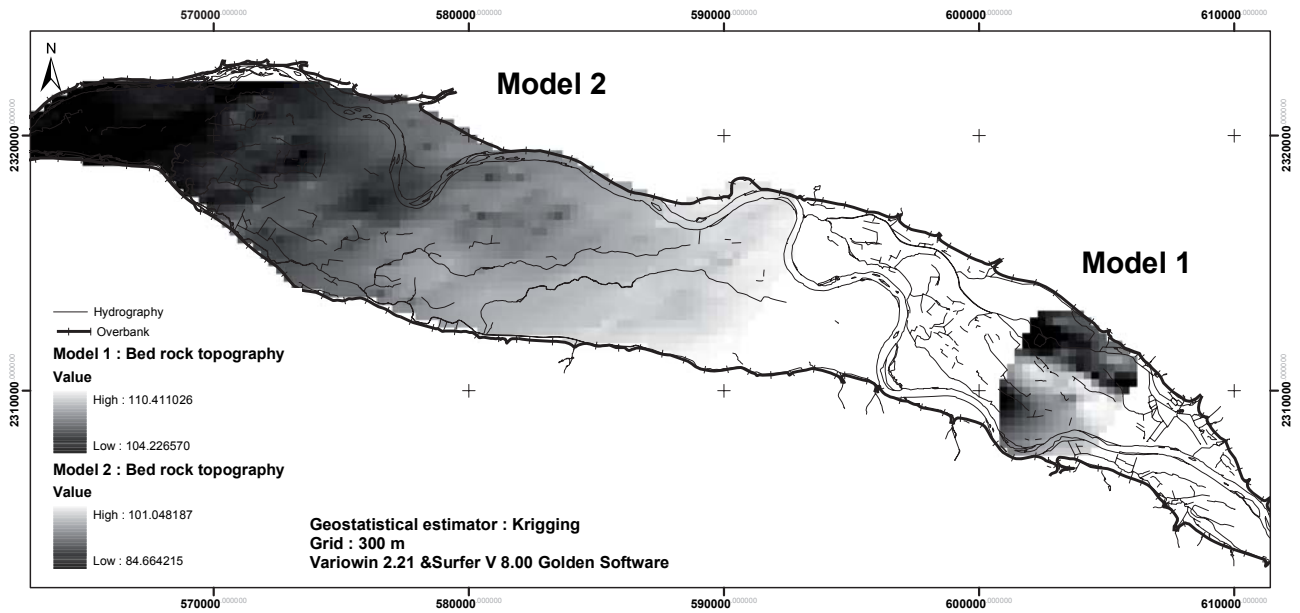 570000.000000 580000.000000 590000.000000 600000.000000 610000.000000
N
Model 2
2320000.000000
2320000.000000
Model 1
Hydrography
Overbank
Model 1 : Bed rock topography
Value
High : 110.411026
Low : 104.226570
2310000.000000
2310000.000000
Model 2 : Bed rock topography
Value
High : 101.048187
Low : 84.664215
Geostatistical estimator : Krigging
Grid : 300 m
Variowin 2.21 &Surfer V 8.00 Golden Software
570000.000000 580000.000000 590000.000000 600000.000000 610000.000000